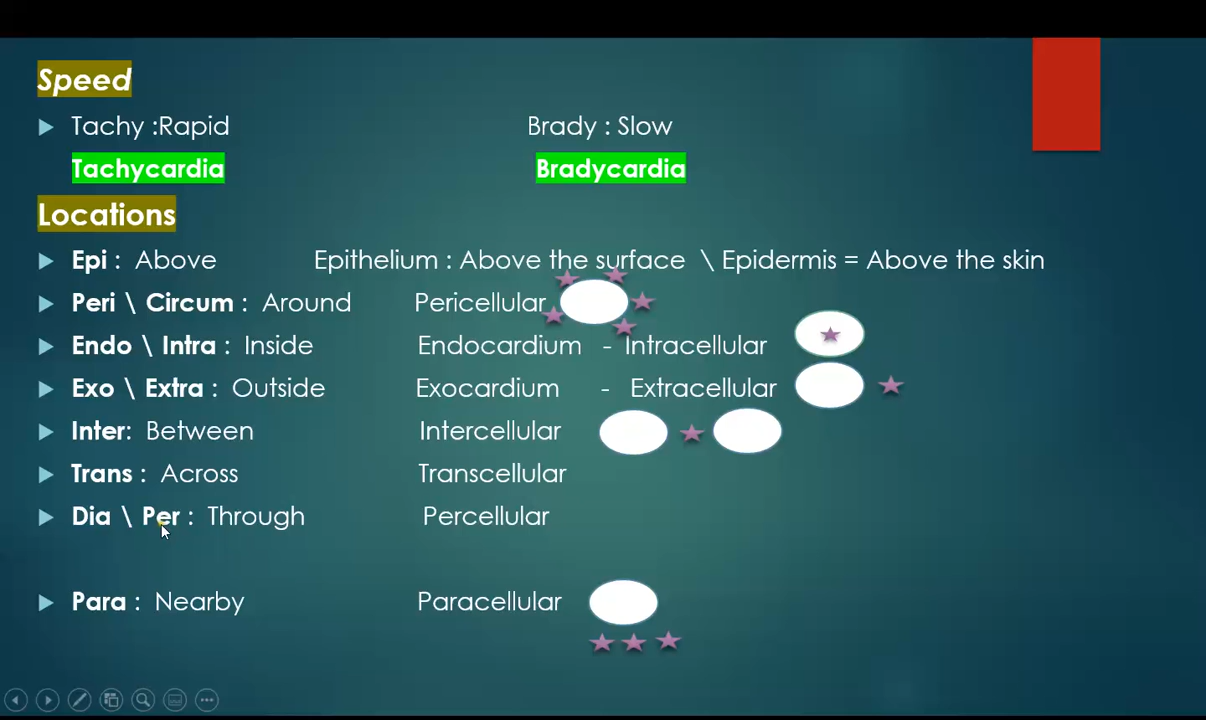 Speed
Tachy :Rapid Brady : Slow
Tachycardia Bradycardia
Locations
Epi : Above Epithelium : Above the surface \ Epidermis = Above the skin
Peri \ Circum : Around Pericellular
Endo \ Intra : Inside Endocardium - Intracellular
Exo \ Extra : Outside Exocardium - Extracellular
Inter: Between Intercellular
Trans : Across Transcellular
Dia \ Per : Through Percellular
Para : Nearby Paracellular